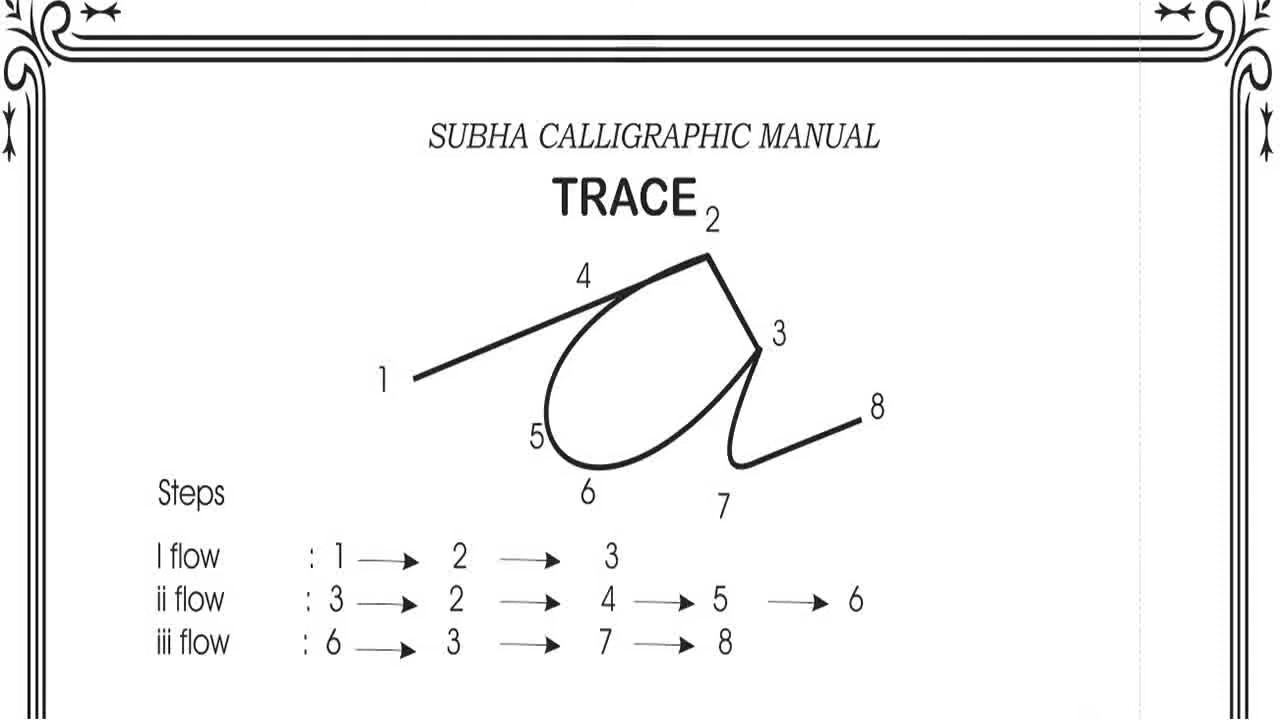 SUBHA CALLIGRAPHIC MANUAL
TRACE
2
4
3
1
8
5
6
7
Steps
I flow : 1 → 2 → 3
ii flow : 3 → 2 → 4 → 5 → 6
iii flow : 6 → 3 → 7 → 8